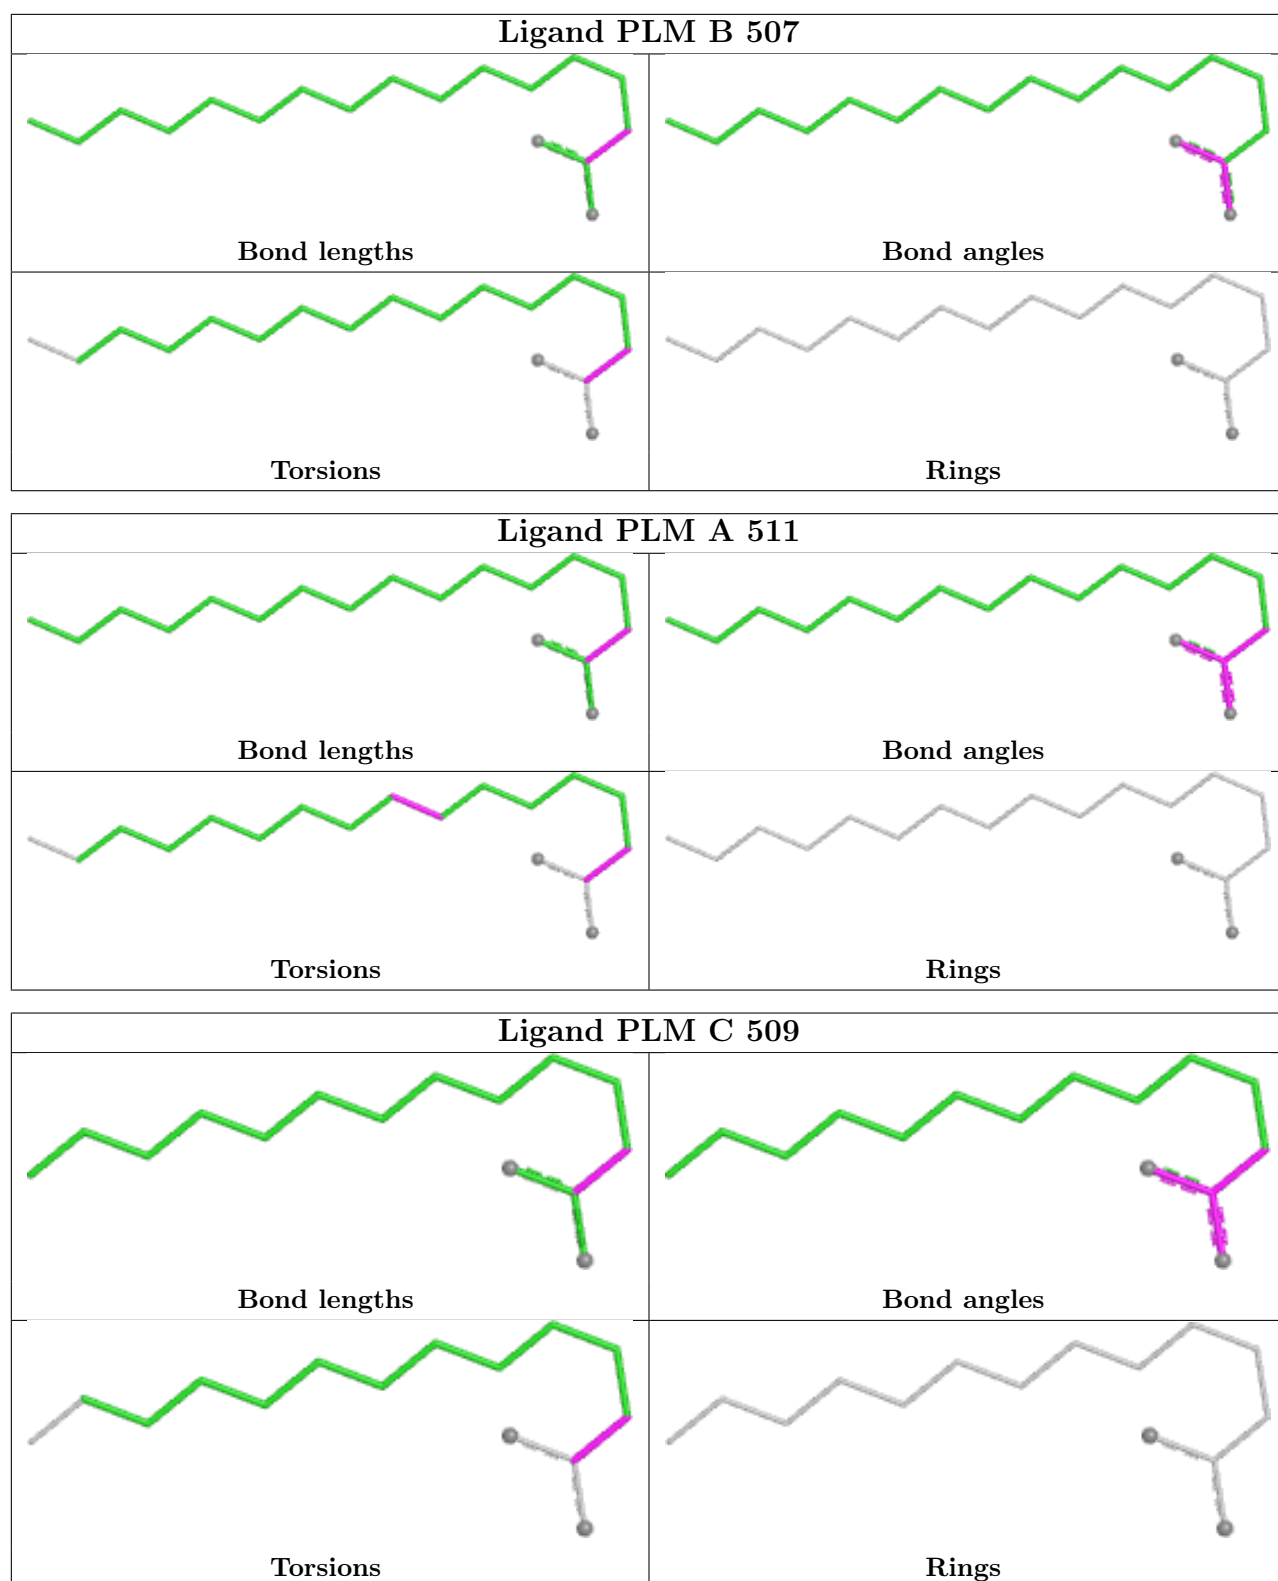 Ligand PLM B 507
Bond lengths
Bond angles
Torsions
Rings
Ligand PLM A 511
Bond lengths
Bond angles
Torsions
Rings
Ligand PLM C 509
Bond lengths
Bond angles
Torsions
Rings